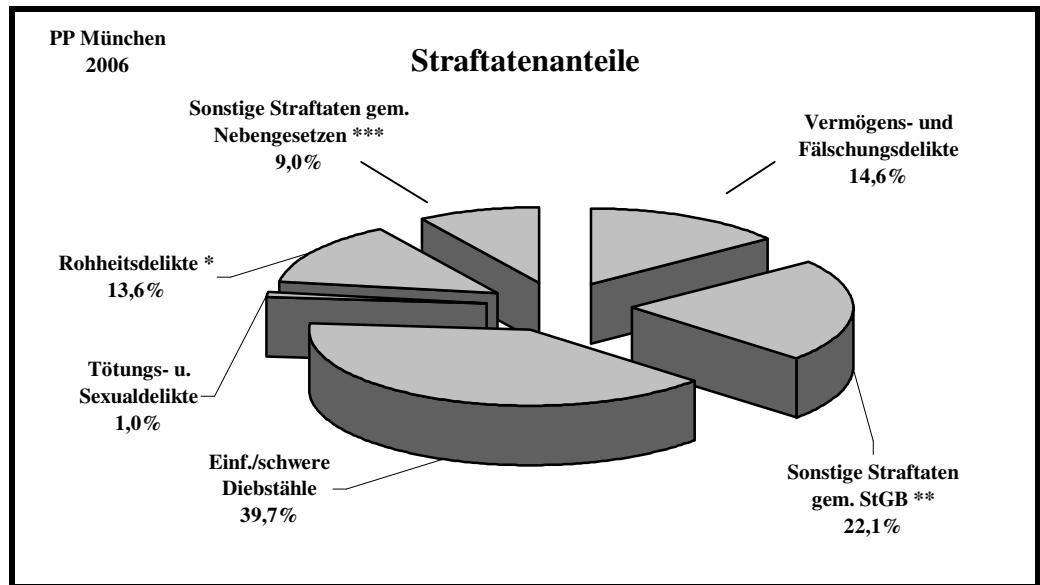 PP München
2006
Straftatenanteile
Sonstige Straftaten gem.
Nebengesetzen ***
9,0%
Vermögens- und
Fälschungsdelikte
14,6%
Rohheitsdelikte *
13,6%
Tötungs- u.
Sexualdelikte
1,0%
Einf./schwere
Diebstähle
39,7%
Sonstige Straftaten
gem. StGB **
22,1%